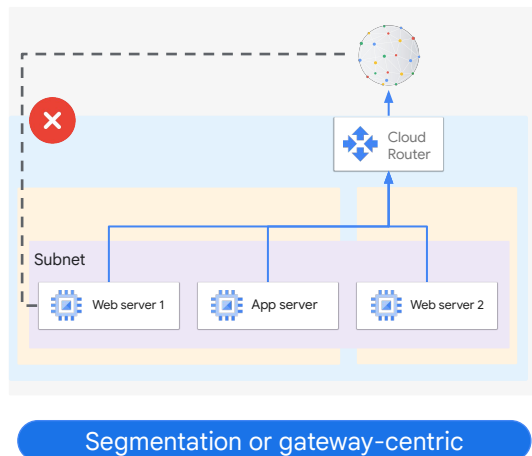 Cloud
Router
Subnet
Web server 1
App server
Web server 2
Segmentation or gateway-centric